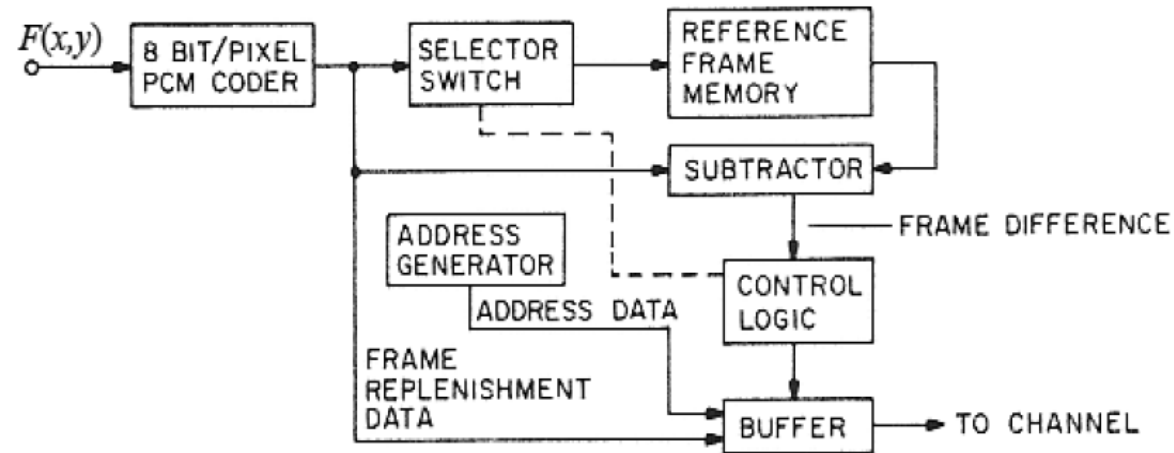 F(x,y)
8 BIT/PIXEL
PCM CODER
SELECTOR
SWITCH
REFERENCE
FRAME
MEMORY
SUBTRACTOR
FRAME DIFFERENCE
ADDRESS
GENERATOR
CONTROL
LOGIC
ADDRESS DATA
FRAME
REPLENISHMENT
DATA
BUFFER
TO CHANNEL